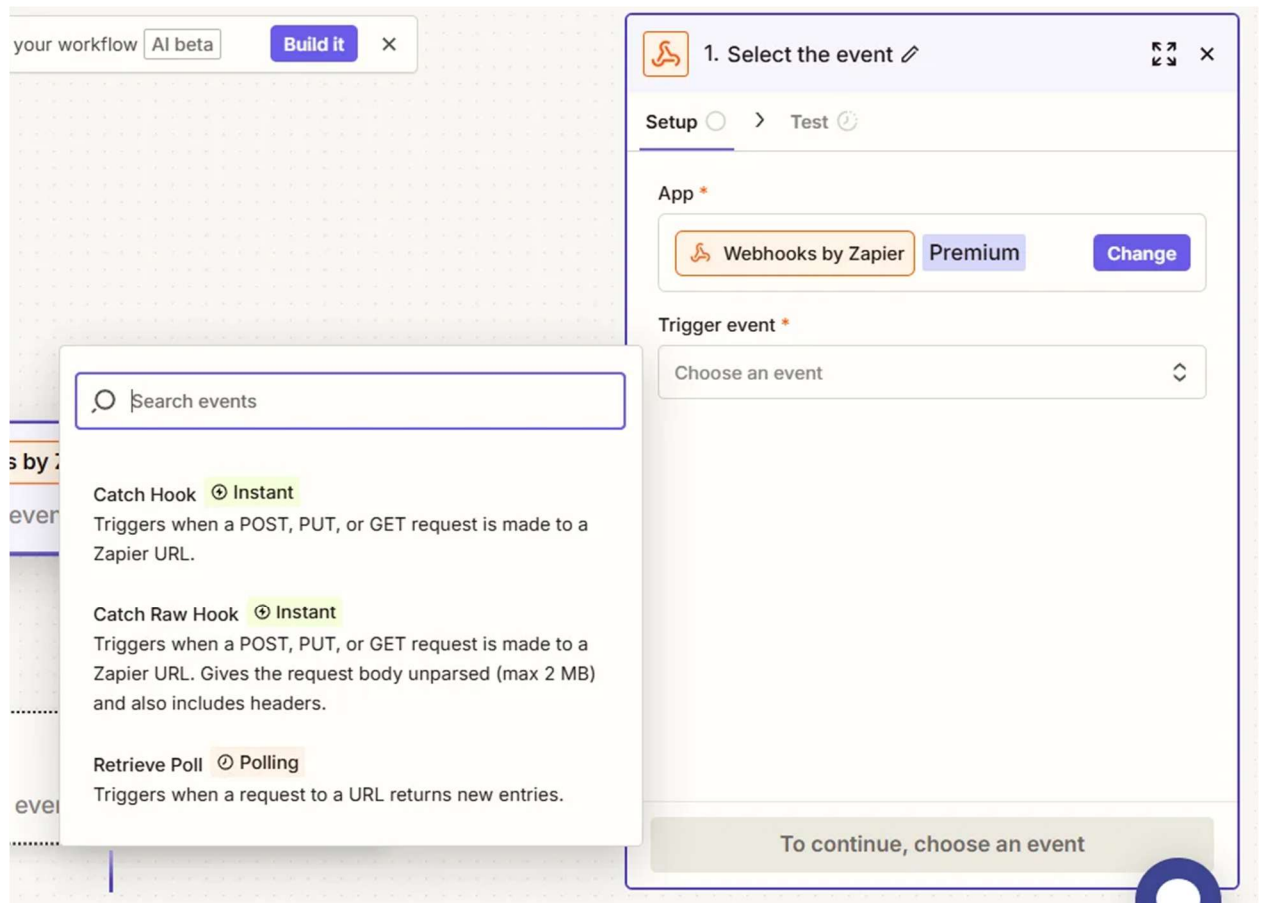 your workflow AI beta Build it
1. Select the event
Setup Test
App *
Webhooks by Zapier Premium Change
Trigger event *
Choose an event
Search events
s by
even
Catch Hook Instant
Triggers when a POST, PUT, or GET request is made to a
Zapier URL.
Catch Raw Hook Instant
Triggers when a POST, PUT, or GET request is made to a
Zapier URL. Gives the request body unparsed (max 2 MB)
and also includes headers.
Retrieve Poll Polling
Triggers when a request to a URL returns new entries.
even
To continue, choose an event